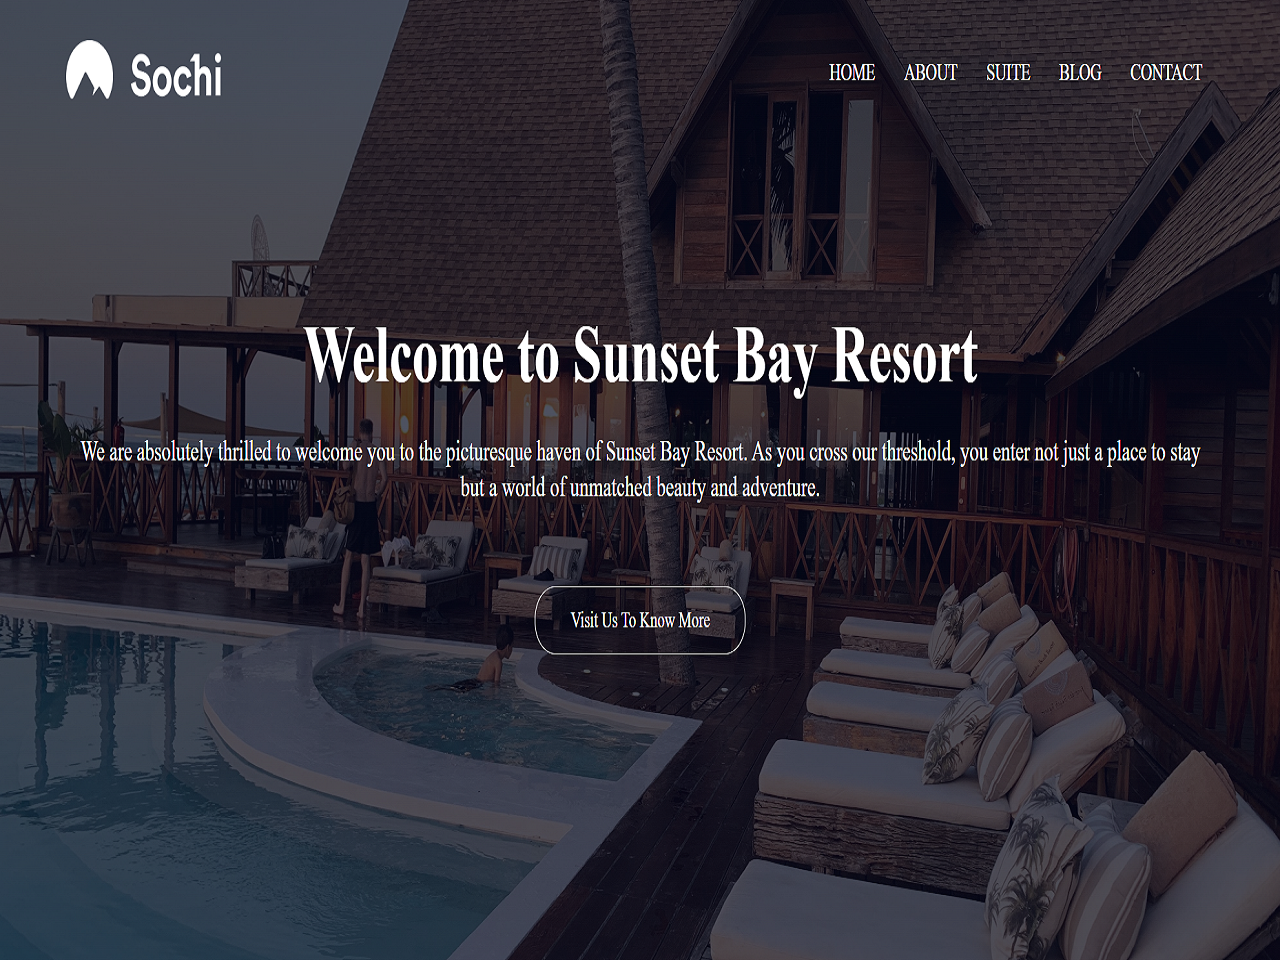 Sochi
HOME ABOUT SUITE BLOG CONTACT
Welcome to Sunset Bay Resort
We are absolutely thrilled to welcome you to the picturesque haven of Sunset Bay Resort. As you cross our threshold, you enter not just a place to stay
but a world of unmatched beauty and adventure.
Visit Us To Know More